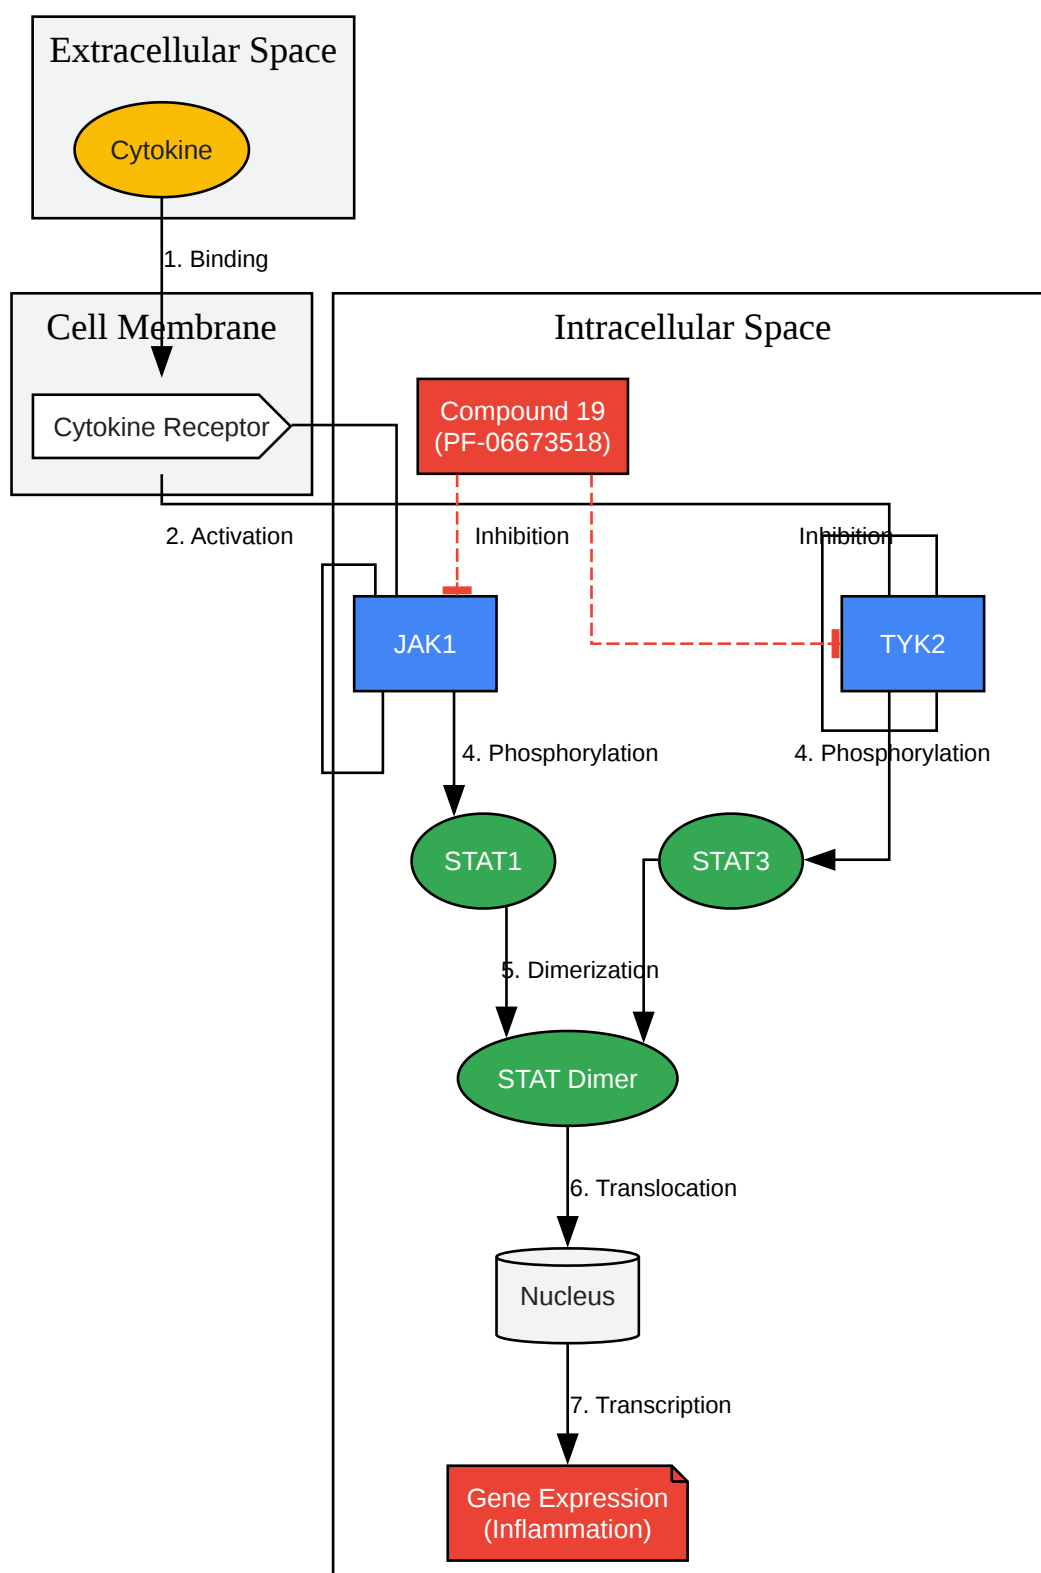 Extracellular Space
Cytokine
1. Binding
Cell Membrane
Intracellular Space
Compound 19
(PF-06673518)
Cytokine Receptor
2. Activation
Inhibition
Inhibition
JAK1
TYK2
4. Phosphorylation
4. Phosphorylation
STAT1
STAT3
5. Dimerization
STAT Dimer
6. Translocation
Nucleus
7. Transcription
Gene Expression
(Inflammation)